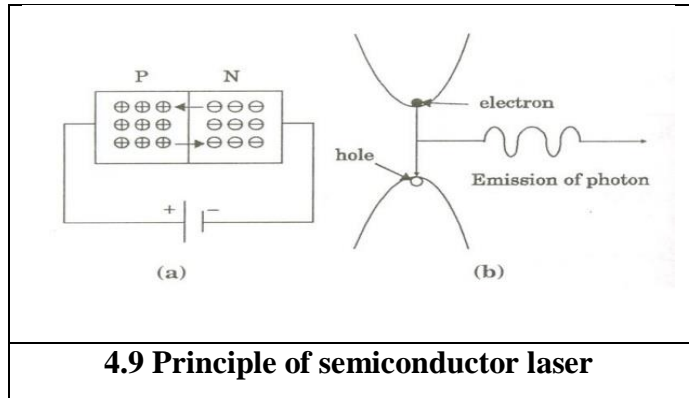 P N
⊕ ⊕ ⊕ ⊖ ⊖ ⊖
⊕ ⊕ ⊕ ⊖ ⊖ ⊖
⊕ ⊕ ⊕ ⊖ ⊖ ⊖
+ −
(a)
electron
hole
Emission of photon
(b)
4.9 Principle of semiconductor laser